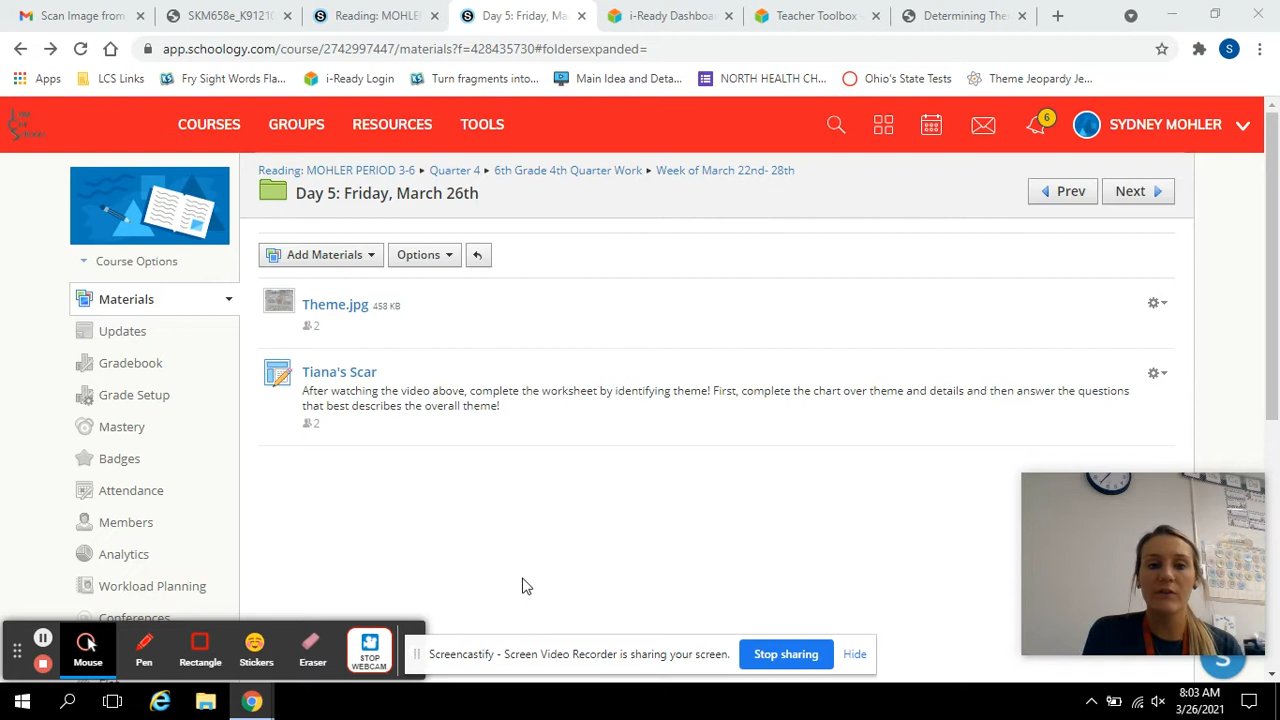 Scan Image from
SKM658e_K91210
Reading: MOHLER
Day 5: Friday, Ma
i-Ready Dashboard
Teacher Toolbox -
Determining The
app.schoology.com/course/2742997447/materials?f=428435730#foldersexpanded=
S
Apps
LCS Links
Fry Sight Words Fla...
i-Ready Login
Turn fragments into...
Main Idea and Deta...
NORTH HEALTH CH...
Ohio's State Tests
Theme Jeopardy Je...
COURSES
GROUPS
RESOURCES
TOOLS
6
SYDNEY MOHLER
Reading: MOHLER PERIOD 3-6
Quarter 4
6th Grade 4th Quarter Work
Week of March 22nd- 28th
Day 5: Friday, March 26th
Prev
Next
Course Options
Add Materials
Options
Materials
Updates
Gradebook
Grade Setup
Mastery
Badges
Attendance
Members
Analytics
Workload Planning
Conferences
Theme.jpg 458 KB
2
Tiana's Scar
After watching the video above, complete the worksheet by identifying theme! First, complete the chart over theme and details and then answer the questions
that best describes the overall theme!
2
Mouse
Pen
Rectangle
Stickers
Eraser
STOP
WEBCAM
Screencastify - Screen Video Recorder is sharing your screen.
Stop sharing
Hide
8:03 AM
3/26/2021